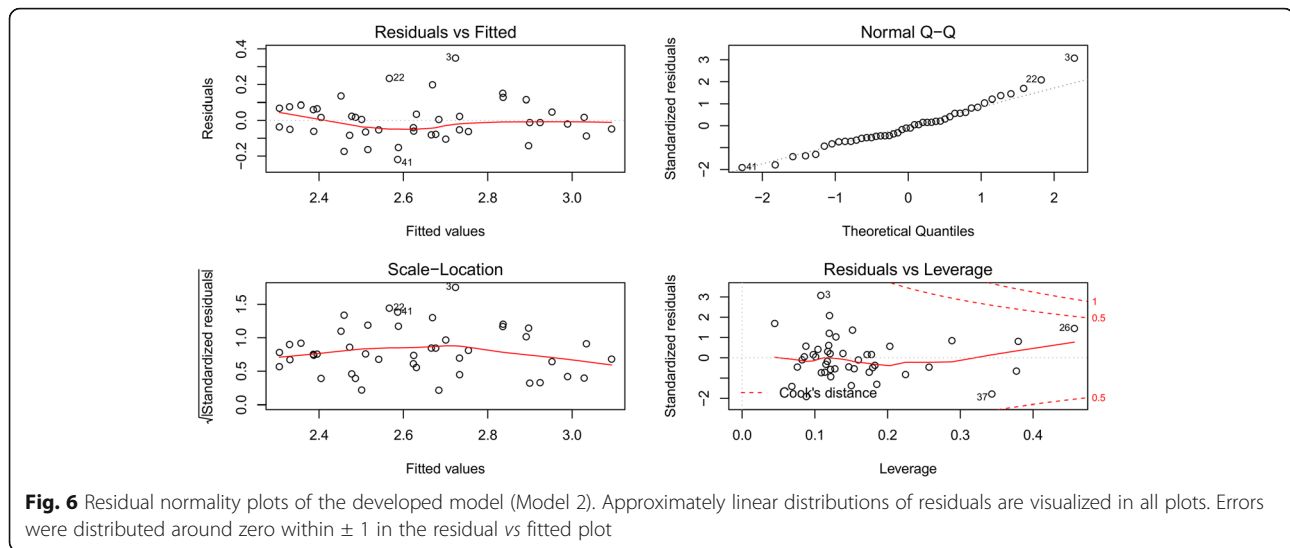 Residuals vs Fitted
Residuals
0.4
0.2
0.0
−0.2
3
22
41
2.4 2.6 2.8 3.0
Fitted values
Normal Q−Q
Standardized residuals
3
2
1
0
−2
3
22
41
−2 −1 0 1 2
Theoretical Quantiles
Scale−Location
√|Standardized residuals|
1.5
1.0
0.5
0.0
3
22
41
2.4 2.6 2.8 3.0
Fitted values
Residuals vs Leverage
Standardized residuals
3
2
1
0
−2
3
26
37
1
0.5
0.5
Cook's distance
0.0 0.1 0.2 0.3 0.4
Leverage
Fig. 6 Residual normality plots of the developed model (Model 2). Approximately linear distributions of residuals are visualized in all plots. Errors
were distributed around zero within ± 1 in the residual vs fitted plot